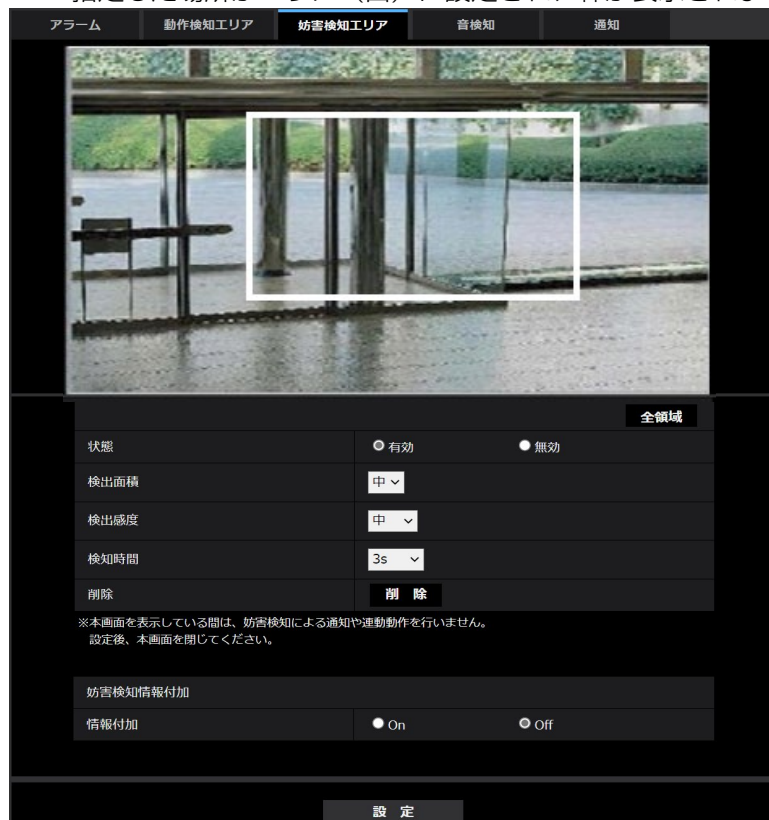 アラーム 動作検知エリア 妨害検知エリア 音検知 通知
全領域
状態 有効 無効
検出面積 中
検出感度 中
検知時間 3s
削除 削 除
※本画面を表示している間は、妨害検知による通知や連動動作を行いません。
設定後、本画面を閉じてください。
妨害検知情報付加
情報付加 On Off
設 定